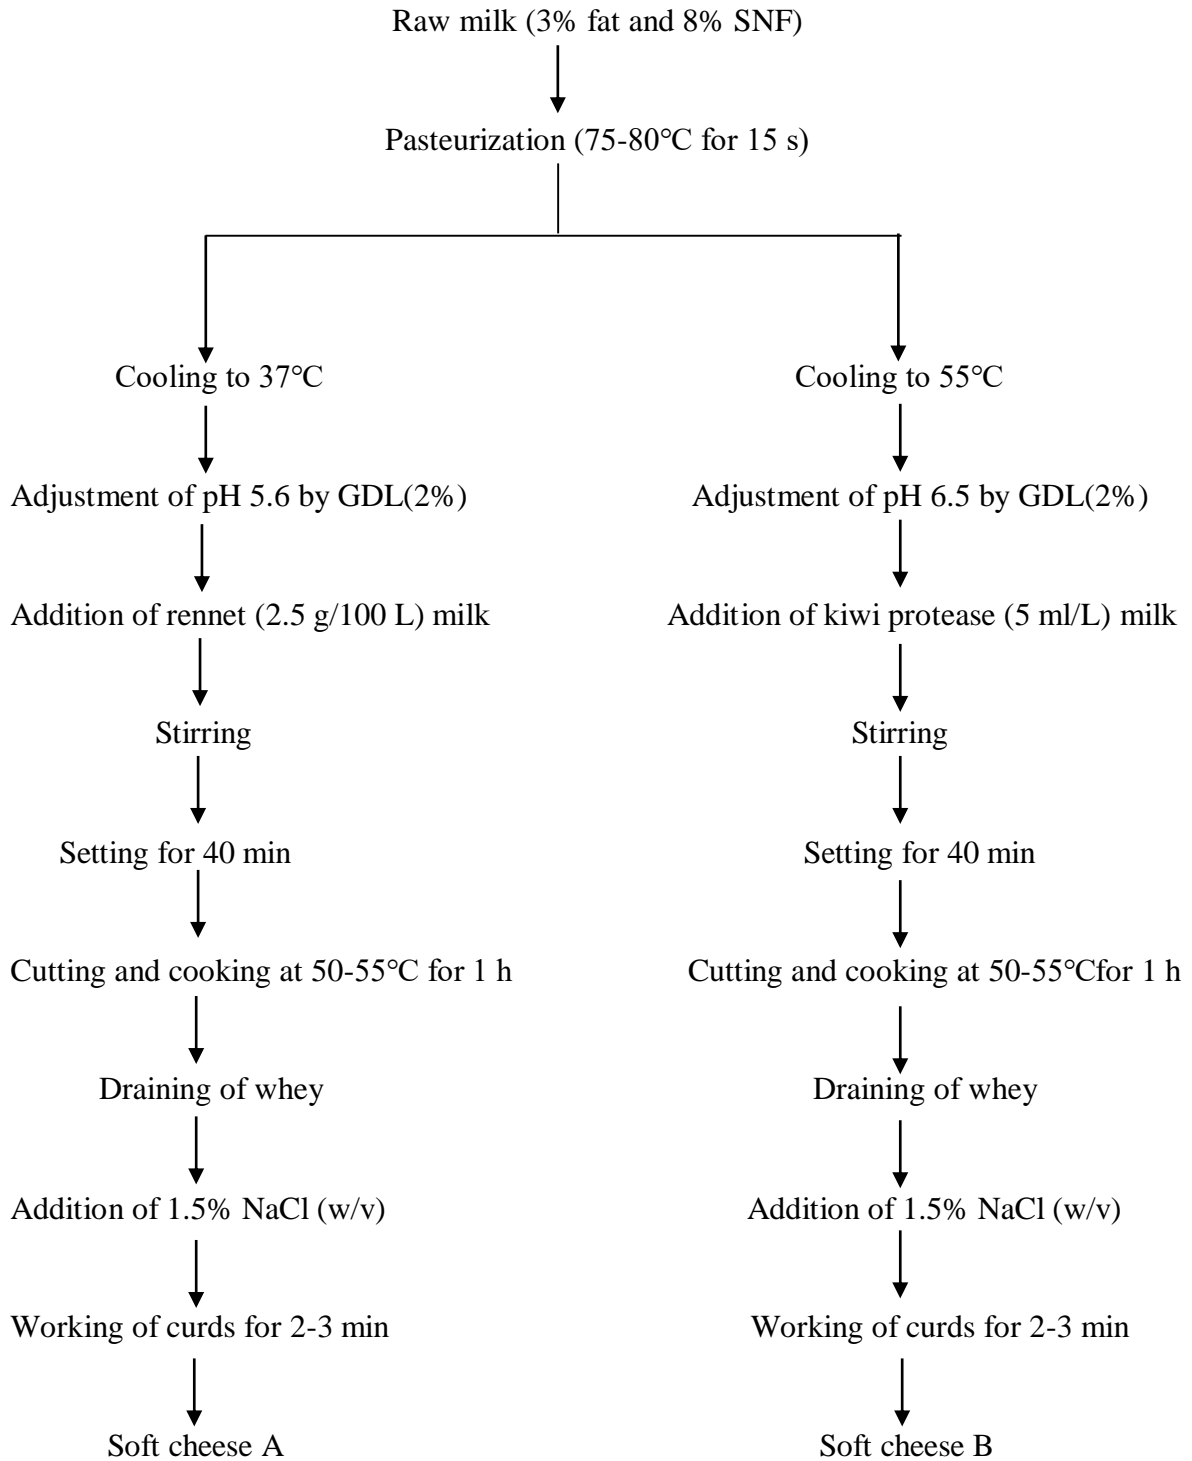 Raw milk (3% fat and 8% SNF)
Pasteurization (75-80°C for 15 s)
Cooling to 37°C
Adjustment of pH 5.6 by GDL(2%)
Addition of rennet (2.5 g/100 L) milk
Stirring
Setting for 40 min
Cutting and cooking at 50-55°C for 1 h
Draining of whey
Addition of 1.5% NaCl (w/v)
Working of curds for 2-3 min
Soft cheese A
Cooling to 55°C
Adjustment of pH 6.5 by GDL(2%)
Addition of kiwi protease (5 ml/L) milk
Stirring
Setting for 40 min
Cutting and cooking at 50-55°Cfor 1 h
Draining of whey
Addition of 1.5% NaCl (w/v)
Working of curds for 2-3 min
Soft cheese B